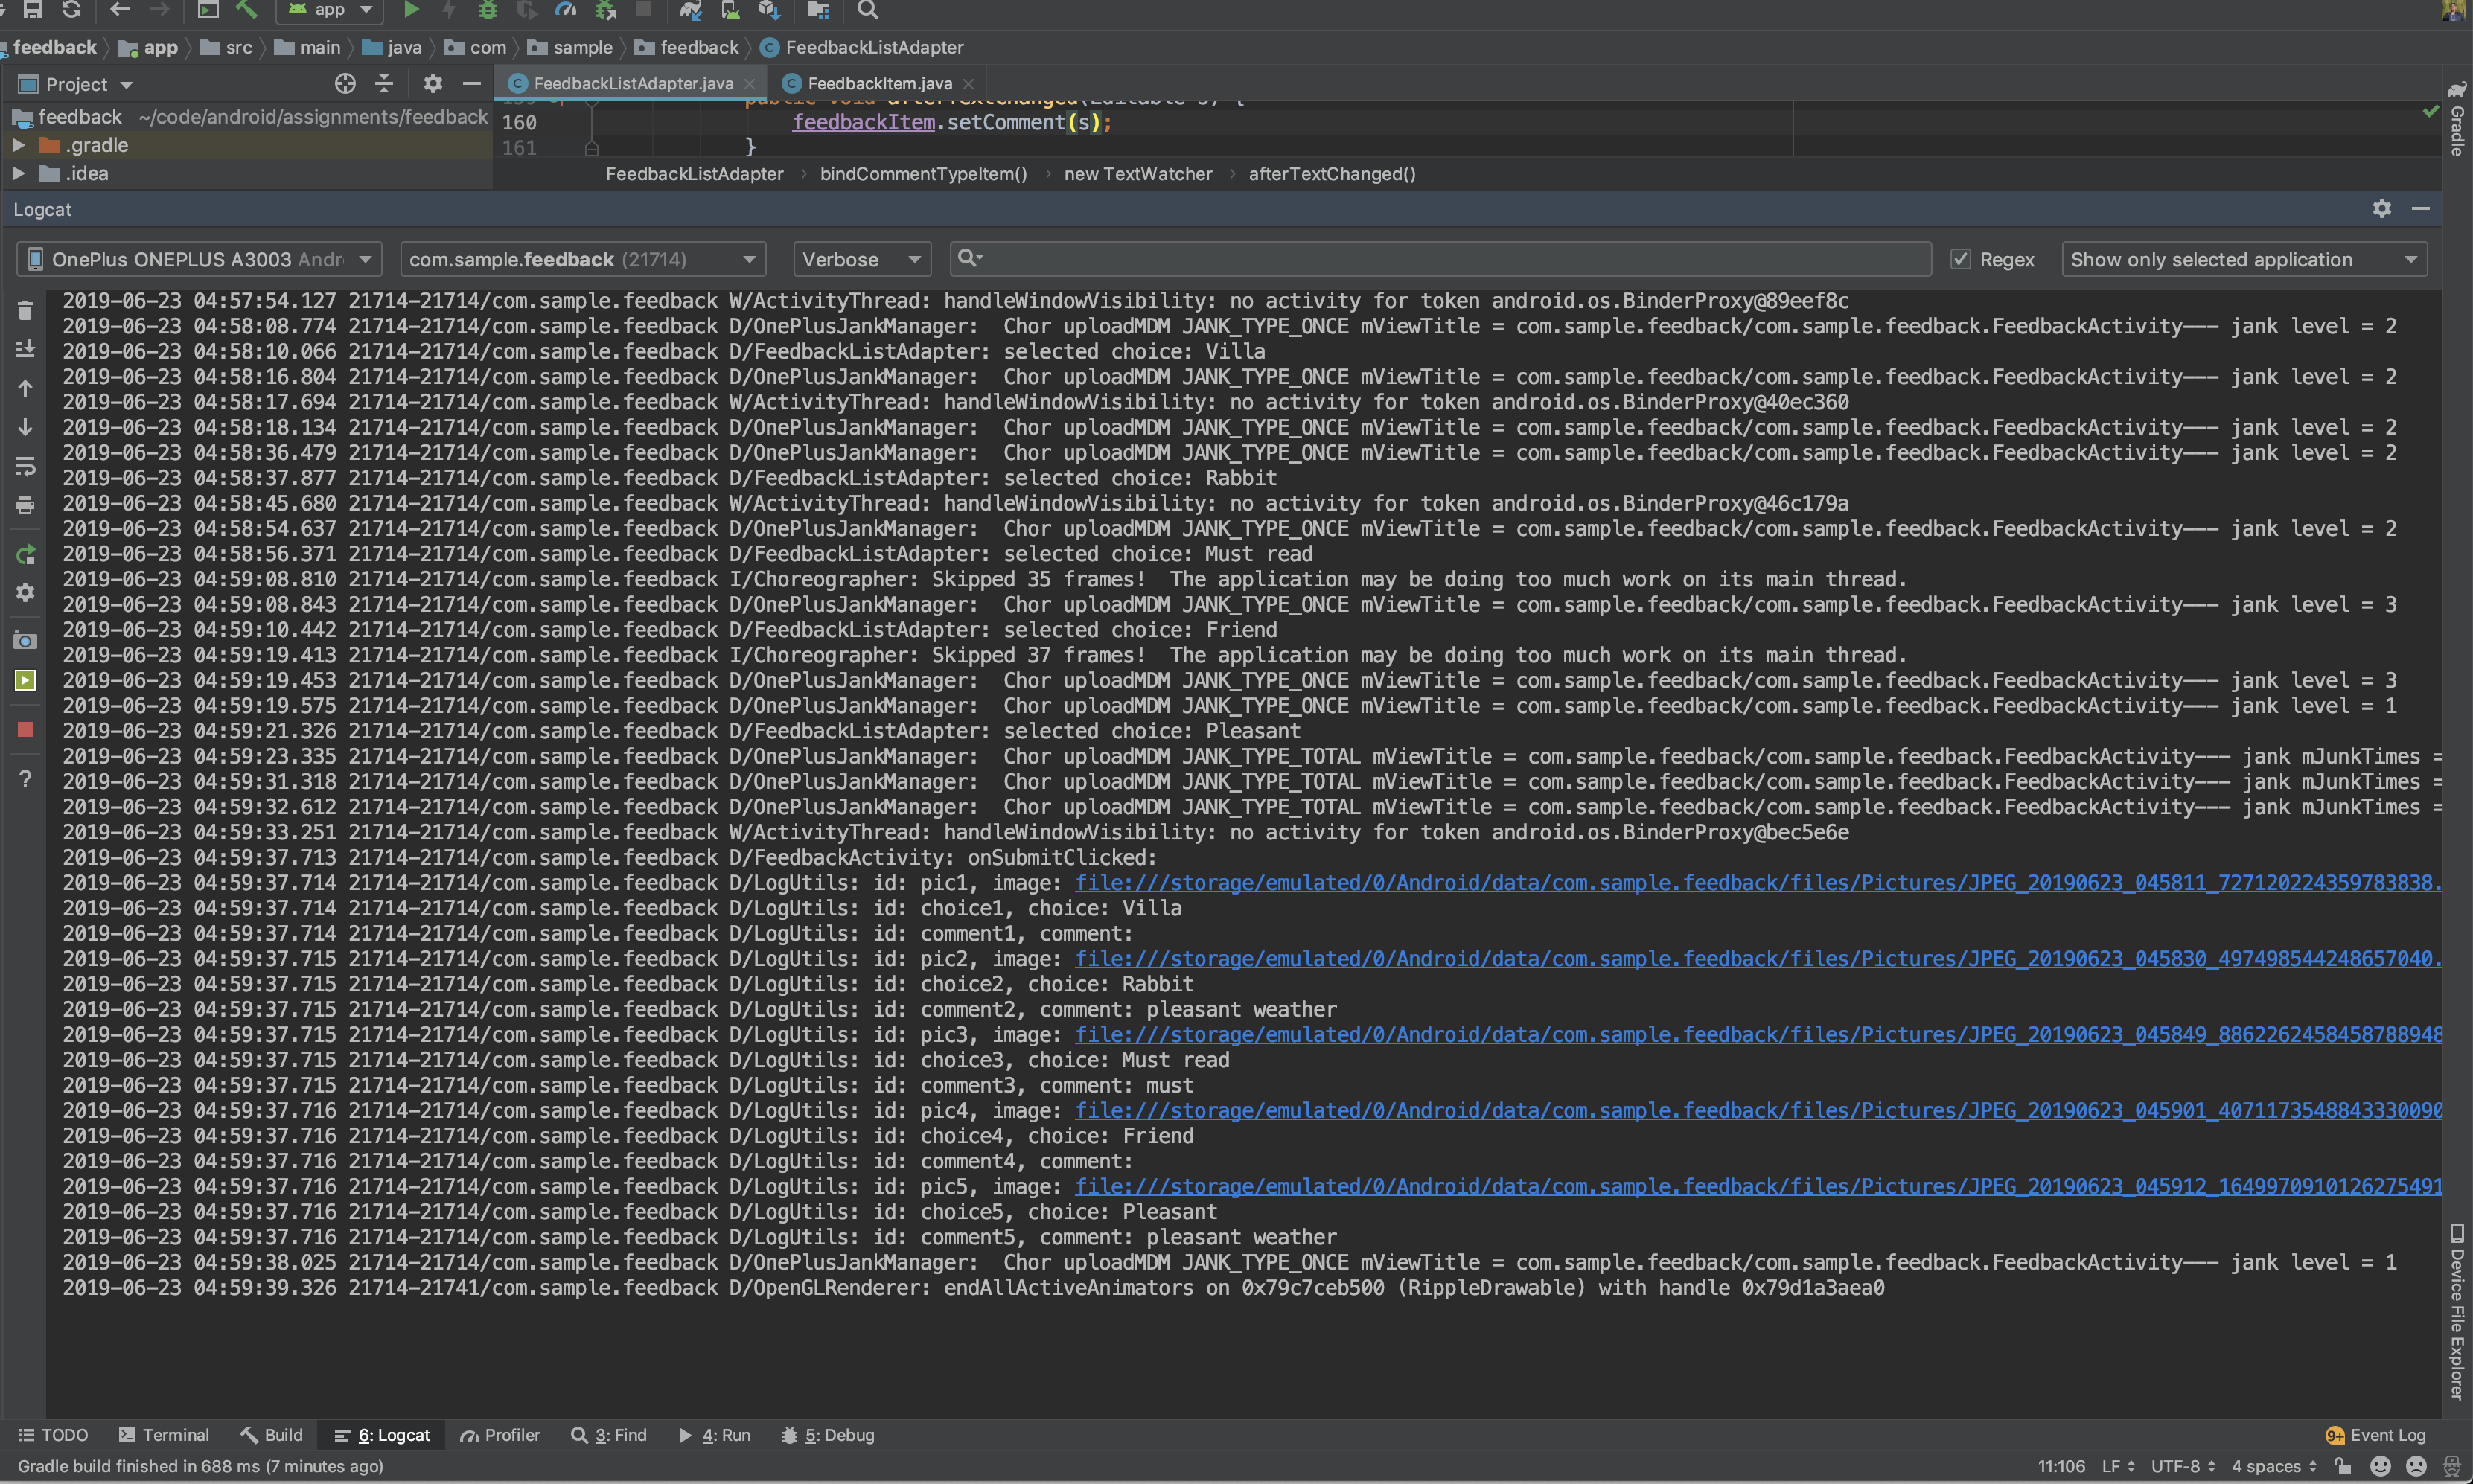 app
feedback app src main java com sample feedback FeedbackListAdapter
Project FeedbackListAdapter.java FeedbackItem.java
feedback ~/code/android/assignments/feedback
160 feedbackItem.setComment(s);
.gradle
161 }
.idea
FeedbackListAdapter › bindCommentTypeItem() › new TextWatcher › afterTextChanged()
Logcat
OnePlus ONEPLUS A3003 Andr com.sample.feedback (21714) Verbose Regex Show only selected application
2019-06-23 04:57:54.127 21714-21714/com.sample.feedback W/ActivityThread: handleWindowVisibility: no activity for token android.os.BinderProxy@89eef8c
2019-06-23 04:58:08.774 21714-21714/com.sample.feedback D/OnePlusJankManager:  Chor uploadMDM JANK_TYPE_ONCE mViewTitle = com.sample.feedback/com.sample.feedback.FeedbackActivity--- jank level = 2
2019-06-23 04:58:10.066 21714-21714/com.sample.feedback D/FeedbackListAdapter: selected choice: Villa
2019-06-23 04:58:16.804 21714-21714/com.sample.feedback D/OnePlusJankManager:  Chor uploadMDM JANK_TYPE_ONCE mViewTitle = com.sample.feedback/com.sample.feedback.FeedbackActivity--- jank level = 2
2019-06-23 04:58:17.694 21714-21714/com.sample.feedback W/ActivityThread: handleWindowVisibility: no activity for token android.os.BinderProxy@40ec360
2019-06-23 04:58:18.134 21714-21714/com.sample.feedback D/OnePlusJankManager:  Chor uploadMDM JANK_TYPE_ONCE mViewTitle = com.sample.feedback/com.sample.feedback.FeedbackActivity--- jank level = 2
2019-06-23 04:58:36.479 21714-21714/com.sample.feedback D/OnePlusJankManager:  Chor uploadMDM JANK_TYPE_ONCE mViewTitle = com.sample.feedback/com.sample.feedback.FeedbackActivity--- jank level = 2
2019-06-23 04:58:37.877 21714-21714/com.sample.feedback D/FeedbackListAdapter: selected choice: Rabbit
2019-06-23 04:58:45.680 21714-21714/com.sample.feedback W/ActivityThread: handleWindowVisibility: no activity for token android.os.BinderProxy@46c179a
2019-06-23 04:58:54.637 21714-21714/com.sample.feedback D/OnePlusJankManager:  Chor uploadMDM JANK_TYPE_ONCE mViewTitle = com.sample.feedback/com.sample.feedback.FeedbackActivity--- jank level = 2
2019-06-23 04:58:56.371 21714-21714/com.sample.feedback D/FeedbackListAdapter: selected choice: Must read
2019-06-23 04:59:08.810 21714-21714/com.sample.feedback I/Choreographer: Skipped 35 frames!  The application may be doing too much work on its main thread.
2019-06-23 04:59:08.843 21714-21714/com.sample.feedback D/OnePlusJankManager:  Chor uploadMDM JANK_TYPE_ONCE mViewTitle = com.sample.feedback/com.sample.feedback.FeedbackActivity--- jank level = 3
2019-06-23 04:59:10.442 21714-21714/com.sample.feedback D/FeedbackListAdapter: selected choice: Friend
2019-06-23 04:59:19.413 21714-21714/com.sample.feedback I/Choreographer: Skipped 37 frames!  The application may be doing too much work on its main thread.
2019-06-23 04:59:19.453 21714-21714/com.sample.feedback D/OnePlusJankManager:  Chor uploadMDM JANK_TYPE_ONCE mViewTitle = com.sample.feedback/com.sample.feedback.FeedbackActivity--- jank level = 3
2019-06-23 04:59:19.575 21714-21714/com.sample.feedback D/OnePlusJankManager:  Chor uploadMDM JANK_TYPE_ONCE mViewTitle = com.sample.feedback/com.sample.feedback.FeedbackActivity--- jank level = 1
2019-06-23 04:59:21.326 21714-21714/com.sample.feedback D/FeedbackListAdapter: selected choice: Pleasant
2019-06-23 04:59:23.335 21714-21714/com.sample.feedback D/OnePlusJankManager:  Chor uploadMDM JANK_TYPE_TOTAL mViewTitle = com.sample.feedback/com.sample.feedback.FeedbackActivity--- jank mJunkTimes =
2019-06-23 04:59:31.318 21714-21714/com.sample.feedback D/OnePlusJankManager:  Chor uploadMDM JANK_TYPE_TOTAL mViewTitle = com.sample.feedback/com.sample.feedback.FeedbackActivity--- jank mJunkTimes =
2019-06-23 04:59:32.612 21714-21714/com.sample.feedback D/OnePlusJankManager:  Chor uploadMDM JANK_TYPE_TOTAL mViewTitle = com.sample.feedback/com.sample.feedback.FeedbackActivity--- jank mJunkTimes =
2019-06-23 04:59:33.251 21714-21714/com.sample.feedback W/ActivityThread: handleWindowVisibility: no activity for token android.os.BinderProxy@bec5e6e
2019-06-23 04:59:37.713 21714-21714/com.sample.feedback D/FeedbackActivity: onSubmitClicked:
2019-06-23 04:59:37.714 21714-21714/com.sample.feedback D/LogUtils: id: pic1, image: file:///storage/emulated/0/Android/data/com.sample.feedback/files/Pictures/JPEG_20190623_045811_727120224359783838.
2019-06-23 04:59:37.714 21714-21714/com.sample.feedback D/LogUtils: id: choice1, choice: Villa
2019-06-23 04:59:37.714 21714-21714/com.sample.feedback D/LogUtils: id: comment1, comment:
2019-06-23 04:59:37.715 21714-21714/com.sample.feedback D/LogUtils: id: pic2, image: file:///storage/emulated/0/Android/data/com.sample.feedback/files/Pictures/JPEG_20190623_045830_497498544248657040.
2019-06-23 04:59:37.715 21714-21714/com.sample.feedback D/LogUtils: id: choice2, choice: Rabbit
2019-06-23 04:59:37.715 21714-21714/com.sample.feedback D/LogUtils: id: comment2, comment: pleasant weather
2019-06-23 04:59:37.715 21714-21714/com.sample.feedback D/LogUtils: id: pic3, image: file:///storage/emulated/0/Android/data/com.sample.feedback/files/Pictures/JPEG_20190623_045849_8862262458458788948
2019-06-23 04:59:37.715 21714-21714/com.sample.feedback D/LogUtils: id: choice3, choice: Must read
2019-06-23 04:59:37.715 21714-21714/com.sample.feedback D/LogUtils: id: comment3, comment: must
2019-06-23 04:59:37.716 21714-21714/com.sample.feedback D/LogUtils: id: pic4, image: file:///storage/emulated/0/Android/data/com.sample.feedback/files/Pictures/JPEG_20190623_045901_4071173548843330090
2019-06-23 04:59:37.716 21714-21714/com.sample.feedback D/LogUtils: id: choice4, choice: Friend
2019-06-23 04:59:37.716 21714-21714/com.sample.feedback D/LogUtils: id: comment4, comment:
2019-06-23 04:59:37.716 21714-21714/com.sample.feedback D/LogUtils: id: pic5, image: file:///storage/emulated/0/Android/data/com.sample.feedback/files/Pictures/JPEG_20190623_045912_1649970910126275491
2019-06-23 04:59:37.716 21714-21714/com.sample.feedback D/LogUtils: id: choice5, choice: Pleasant
2019-06-23 04:59:37.716 21714-21714/com.sample.feedback D/LogUtils: id: comment5, comment: pleasant weather
2019-06-23 04:59:38.025 21714-21714/com.sample.feedback D/OnePlusJankManager:  Chor uploadMDM JANK_TYPE_ONCE mViewTitle = com.sample.feedback/com.sample.feedback.FeedbackActivity--- jank level = 1
2019-06-23 04:59:39.326 21714-21741/com.sample.feedback D/OpenGLRenderer: endAllActiveAnimators on 0x79c7ceb500 (RippleDrawable) with handle 0x79d1a3aea0
Gradle
Device File Explorer
TODO Terminal Build 6: Logcat Profiler 3: Find 4: Run 5: Debug 9+ Event Log
Gradle build finished in 688 ms (7 minutes ago) 11:106 LF UTF-8 4 spaces